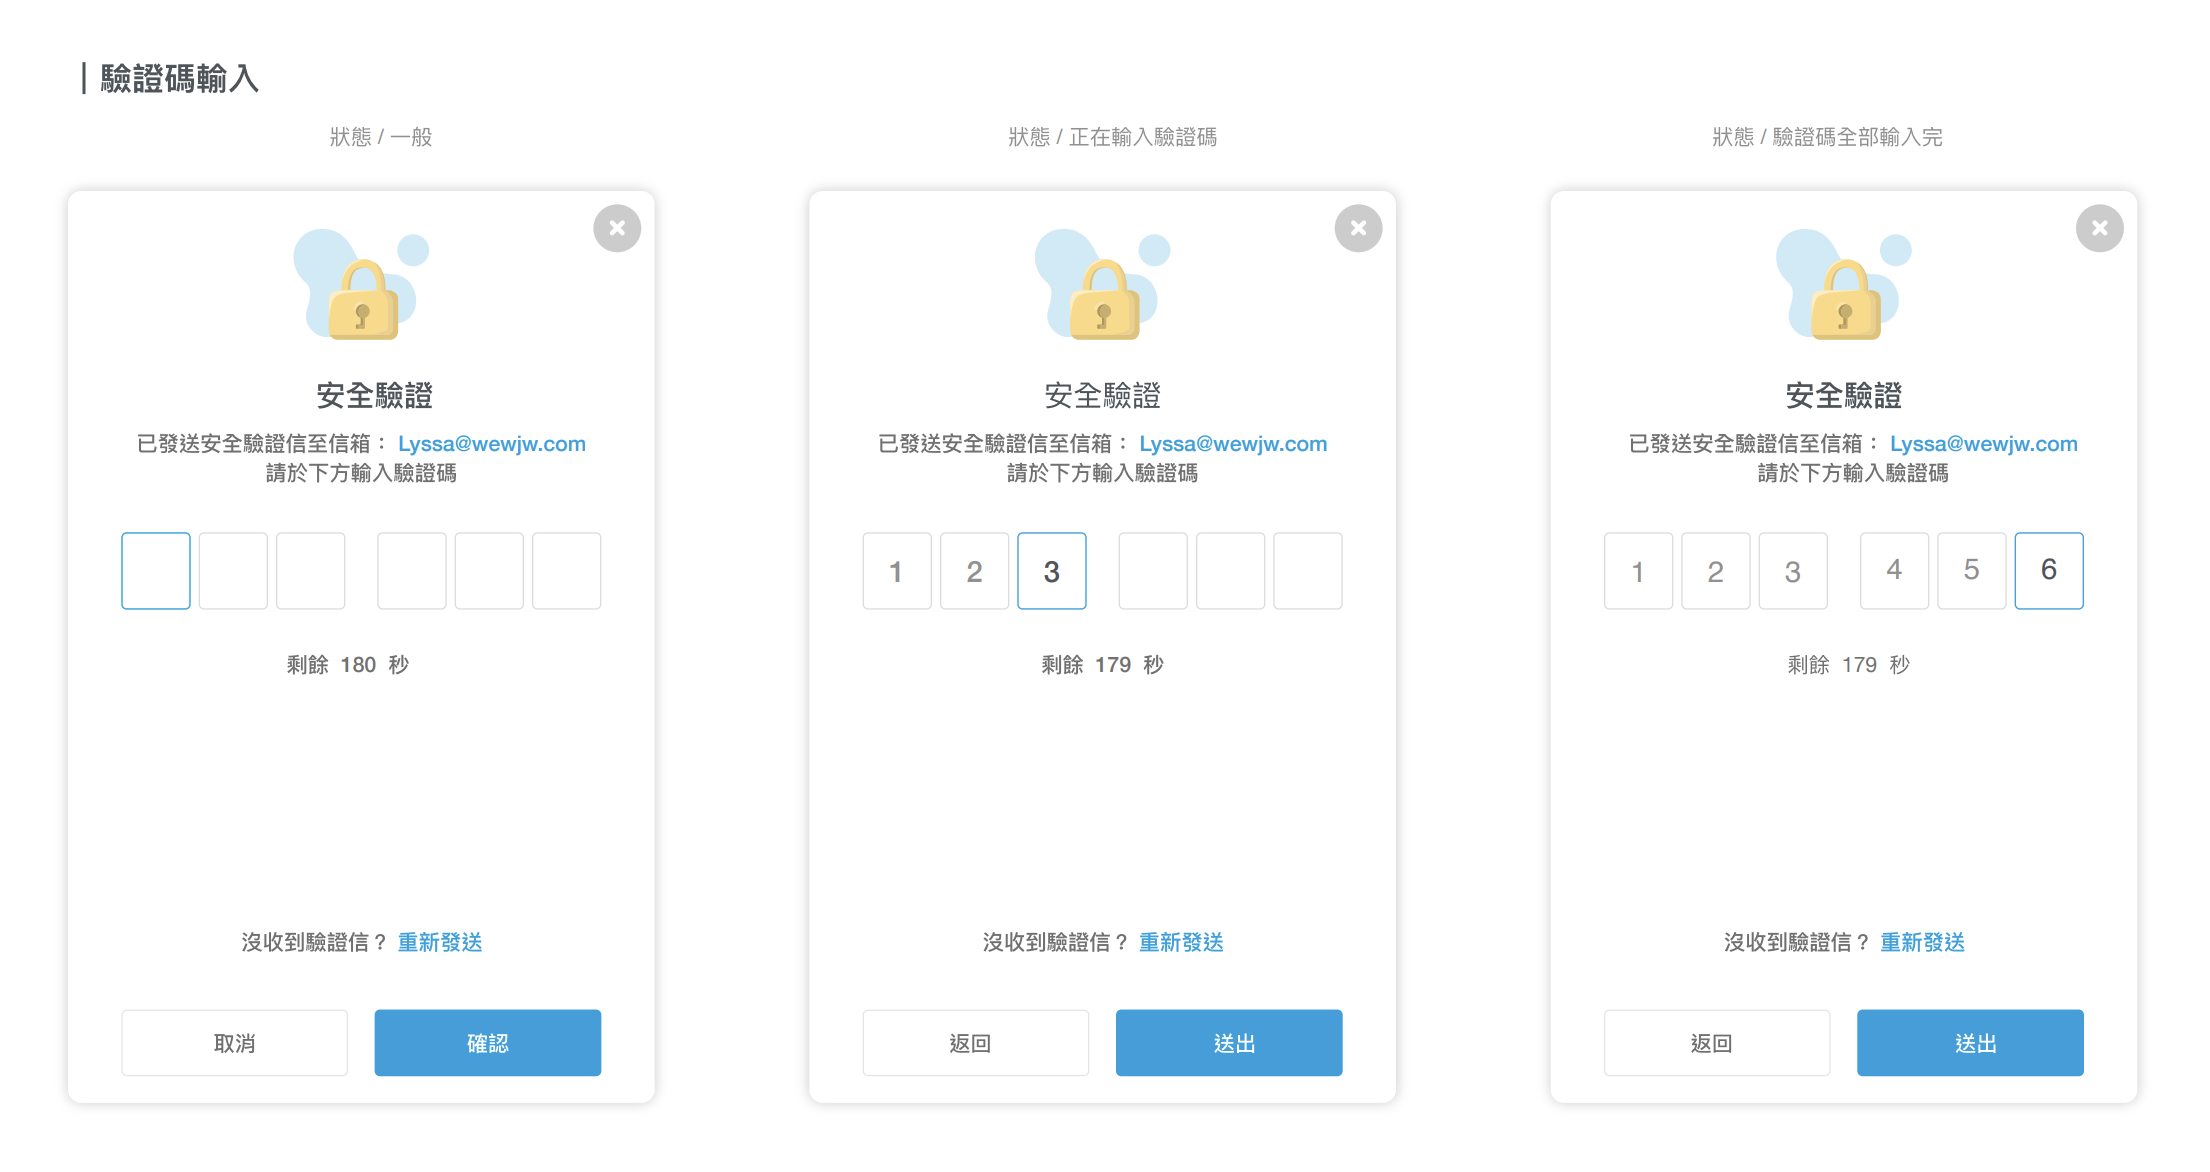 驗證碼輸入
狀態 / 一般
狀態 / 正在輸入驗證碼
狀態 / 驗證碼全部輸入完
安全驗證
已發送安全驗證信至信箱： Lyssa@wewjw.com
請於下方輸入驗證碼
剩餘 180 秒
沒收到驗證信？ 重新發送
取消
確認
安全驗證
已發送安全驗證信至信箱： Lyssa@wewjw.com
請於下方輸入驗證碼
1 2 3
剩餘 179 秒
沒收到驗證信？ 重新發送
返回
送出
安全驗證
已發送安全驗證信至信箱： Lyssa@wewjw.com
請於下方輸入驗證碼
1 2 3 4 5 6
剩餘 179 秒
沒收到驗證信？ 重新發送
返回
送出